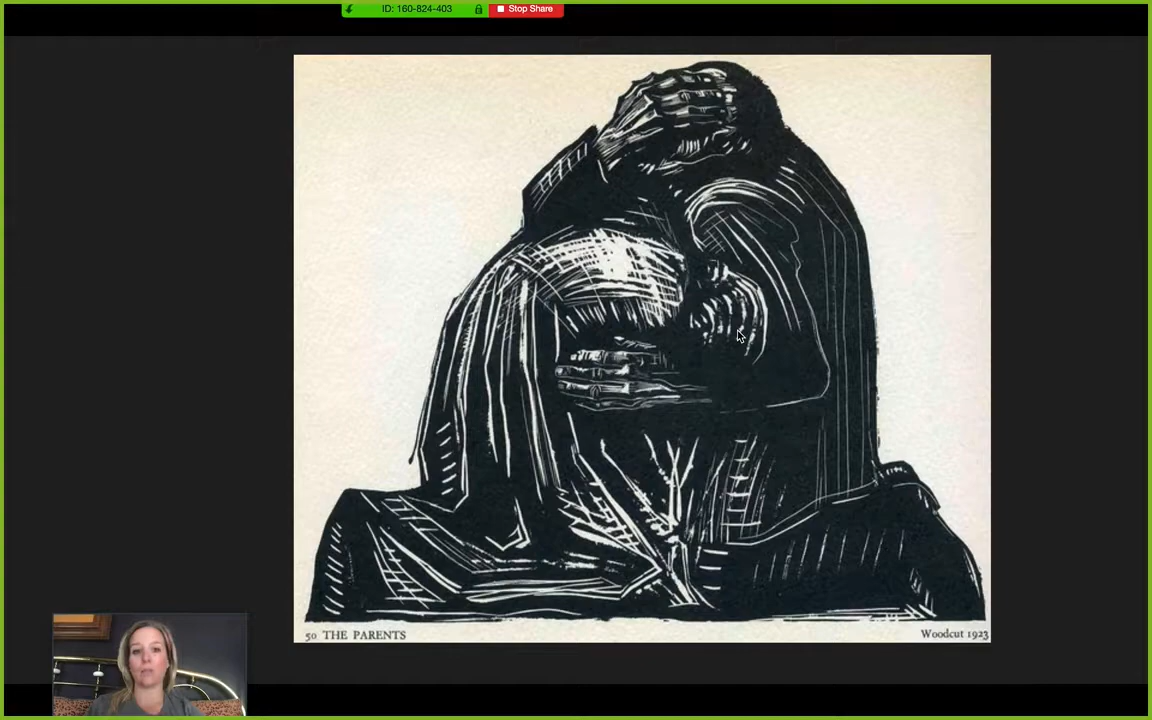 ID: 160-824-403
Stop Share
50 THE PARENTS
Woodcut 1923